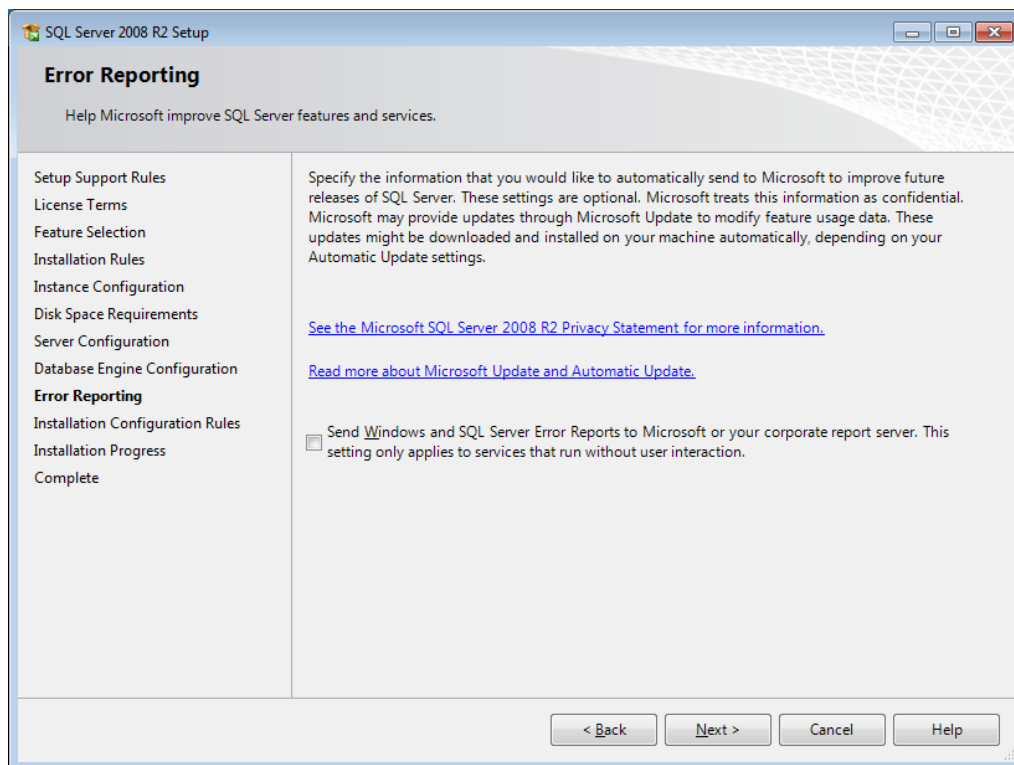 SQL Server 2008 R2 Setup
Error Reporting
Help Microsoft improve SQL Server features and services.
Setup Support Rules
License Terms
Feature Selection
Installation Rules
Instance Configuration
Disk Space Requirements
Server Configuration
Database Engine Configuration
Error Reporting
Installation Configuration Rules
Installation Progress
Complete
Specify the information that you would like to automatically send to Microsoft to improve future
releases of SQL Server. These settings are optional. Microsoft treats this information as confidential.
Microsoft may provide updates through Microsoft Update to modify feature usage data. These
updates might be downloaded and installed on your machine automatically, depending on your
Automatic Update settings.
See the Microsoft SQL Server 2008 R2 Privacy Statement for more information.
Read more about Microsoft Update and Automatic Update.
Send Windows and SQL Server Error Reports to Microsoft or your corporate report server. This
setting only applies to services that run without user interaction.
< Back
Next >
Cancel
Help